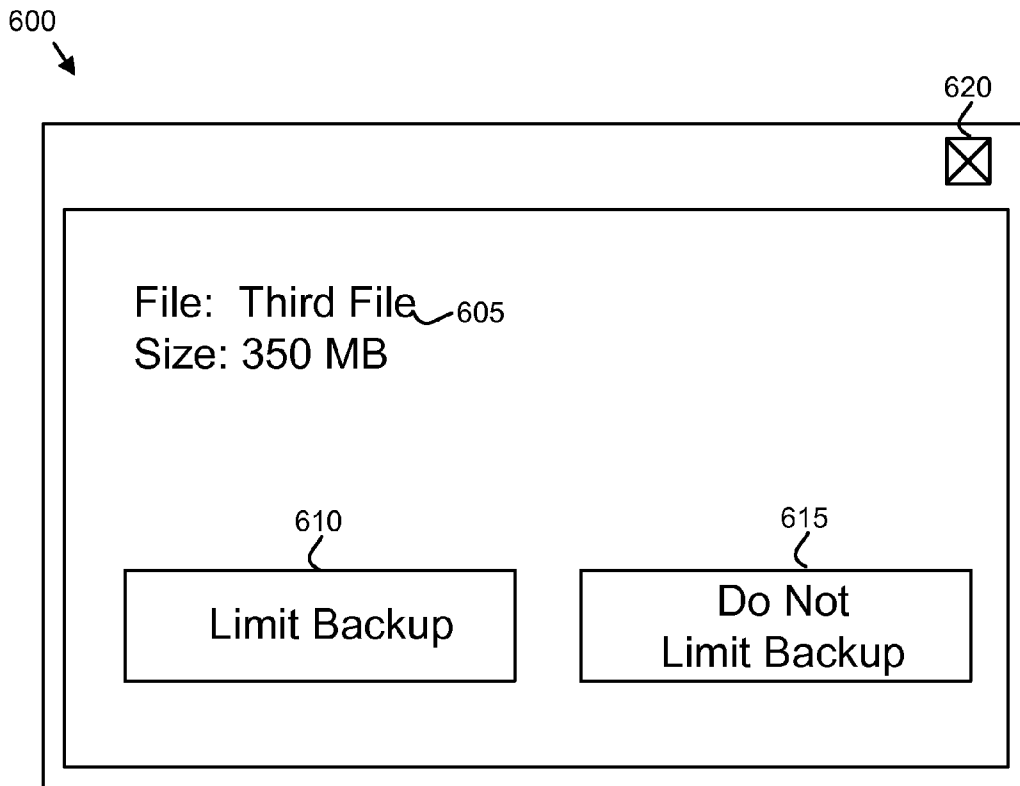 600
620
File: Third File 605
Size: 350 MB
610
615
Limit Backup
Do Not
Limit Backup